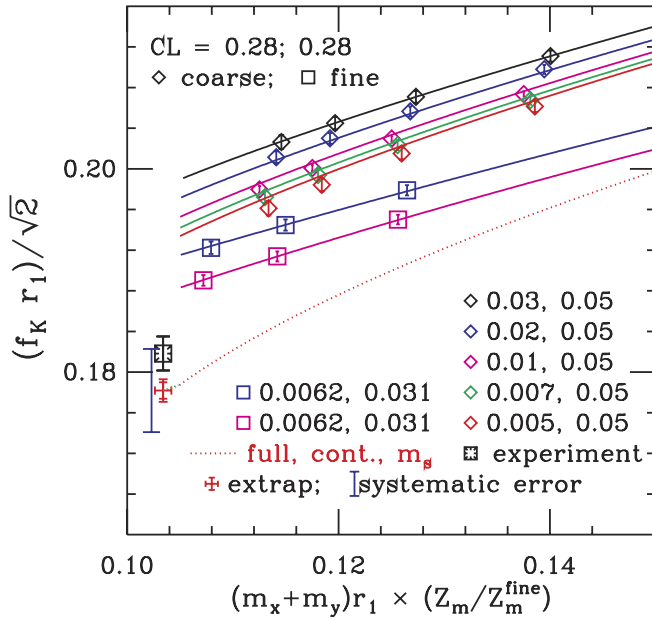 CL = 0.28; 0.28
coarse; fine
0.20
0.18
(f_K r_1)/√2
0.03, 0.05
0.02, 0.05
0.01, 0.05
0.0062, 0.031 0.007, 0.05
0.0062, 0.031 0.005, 0.05
full, cont., m_s experiment
extrap; systematic error
0.10 0.12 0.14
(m_x+m_y)r_1 × (Z_m/Z_m^fine)